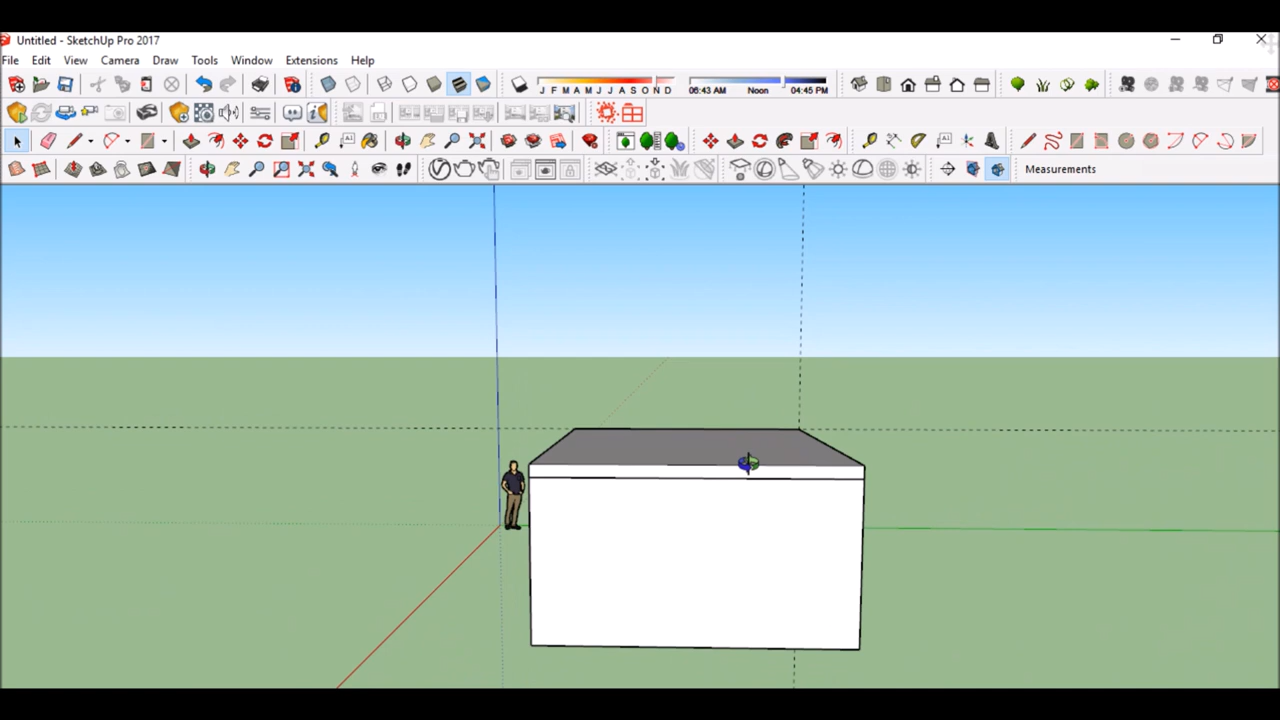 Untitled - SketchUp Pro 2017
File Edit View Camera Draw Tools Window Extensions Help
J F M A M J J A S O N D 06:43 AM Noon 04:45 PM
Measurements